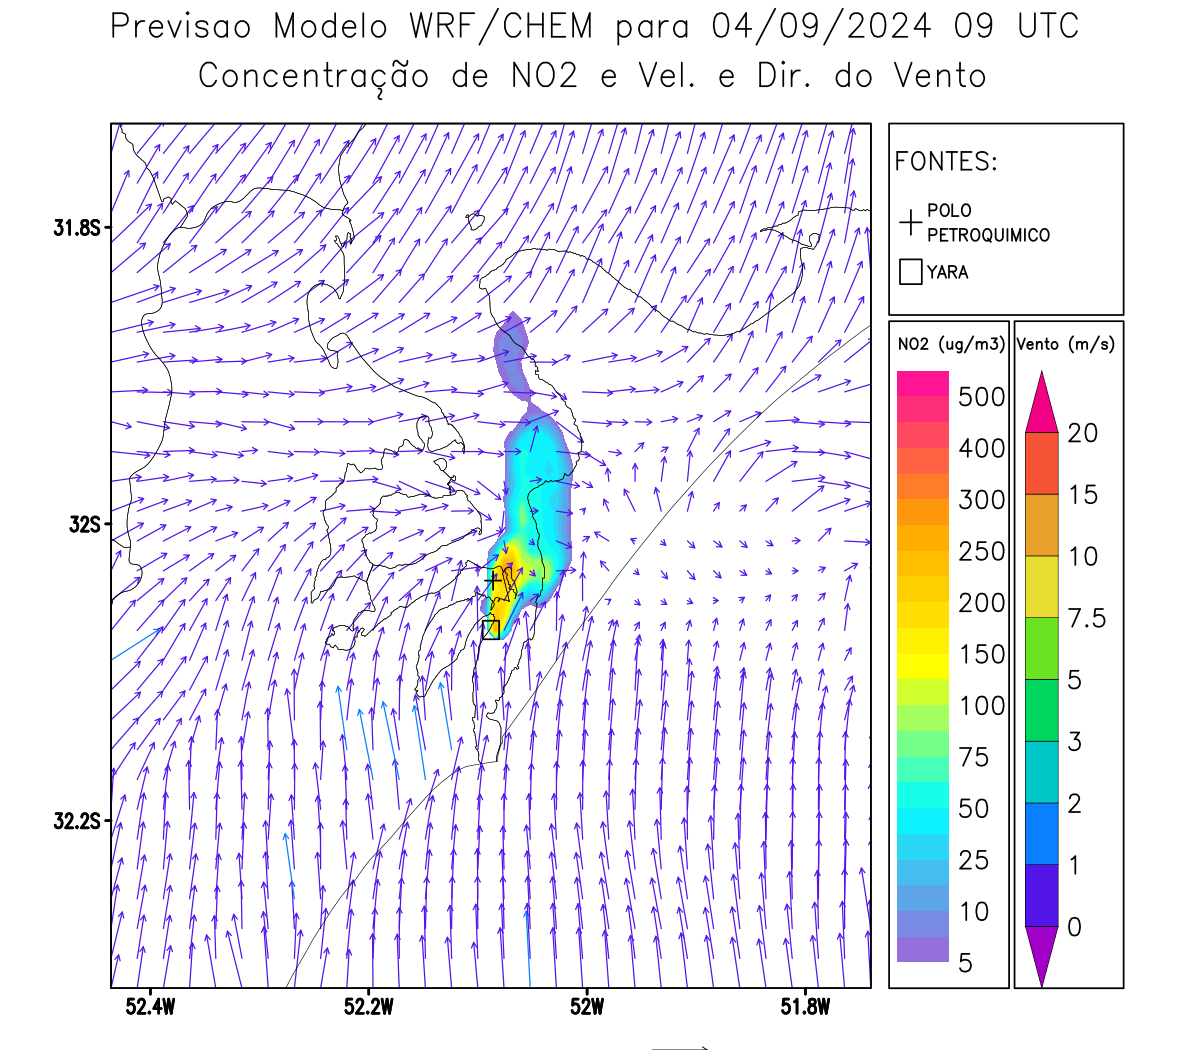 Previsao Modelo WRF/CHEM para 04/09/2024 09 UTC
Concentração de NO2 e Vel. e Dir. do Vento
FONTES:
POLO
PETROQUIMICO
YARA
NO2 (ug/m3)
500
400
300
250
200
150
100
75
50
25
10
5
Vento (m/s)
20
15
10
7.5
5
3
2
1
0
31.8S
32S
32.2S
52.4W
52.2W
52W
51.8W